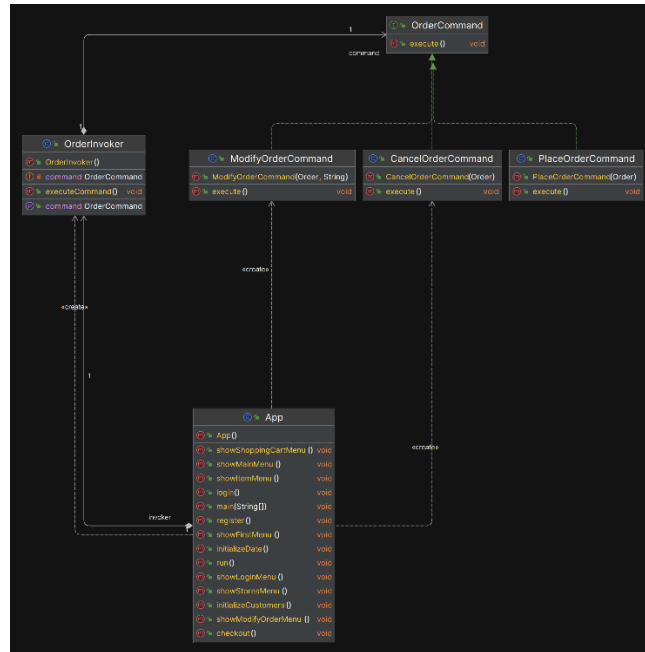 OrderCommand
execute() void
1
command
1
OrderInvoker
OrderInvoker()
command OrderCommand
executeCommand() void
command OrderCommand
ModifyOrderCommand
ModifyOrderCommand(Order, String)
execute() void
CancelOrderCommand
CancelOrderCommand(Order)
execute() void
PlaceOrderCommand
PlaceOrderCommand(Order)
execute() void
«create»
«create»
1
«create»
invoker
1
App
App()
showShoppingCartMenu() void
showMainMenu() void
showItemMenu() void
login() void
main(String[]) void
register() void
showFirstMenu() void
initializeDate() void
run() void
showLoginMenu() void
showStoresMenu() void
initializeCustomers() void
showModifyOrderMenu() void
checkout() void